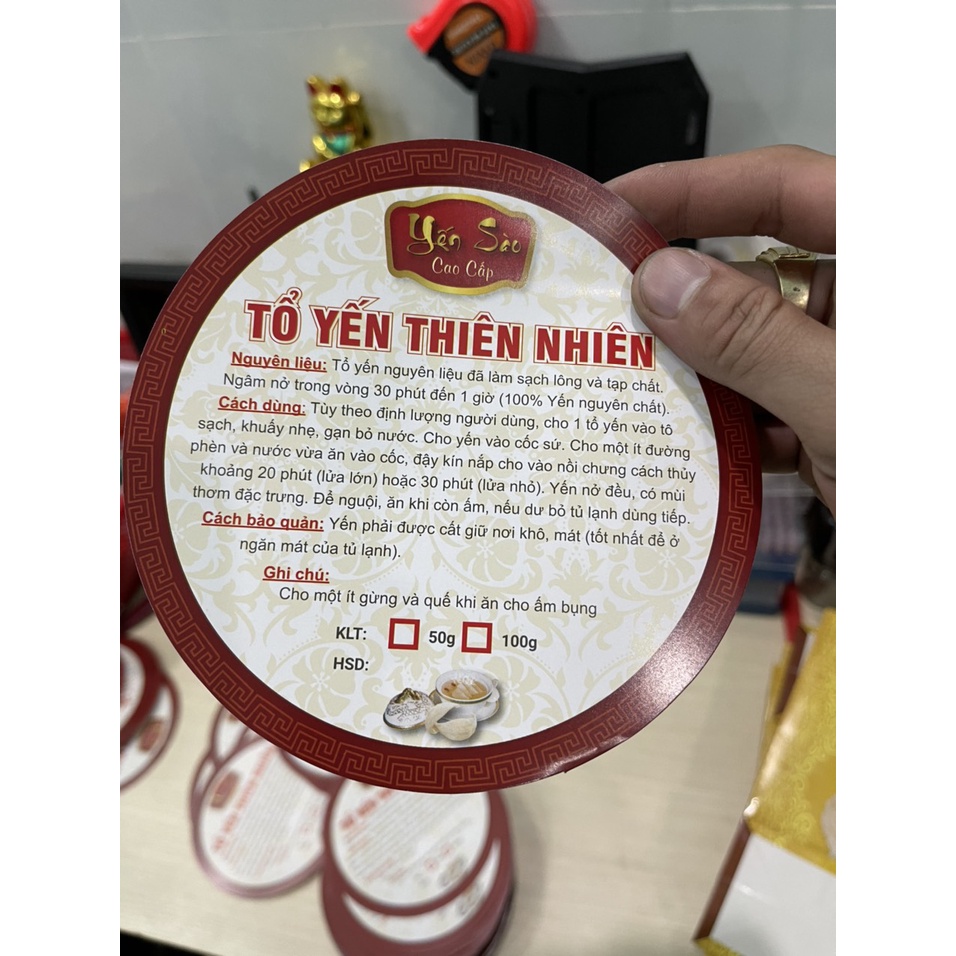 Yến Sào
Cao Cấp
TỔ YẾN THIÊN NHIÊN
Nguyên liệu: Tổ yến nguyên liệu đã làm sạch lông và tạp chất.
Ngâm nở trong vòng 30 phút đến 1 giờ (100% Yến nguyên chất).
Cách dùng: Tùy theo định lượng người dùng, cho 1 tổ yến vào tô
sạch, khuấy nhẹ, gạn bỏ nước. Cho yến vào cốc sứ. Cho một ít đường
phèn và nước vừa ăn vào cốc, đậy kín nắp cho vào nồi chưng cách thủy
khoảng 20 phút (lửa lớn) hoặc 30 phút (lửa nhỏ). Yến nở đều, có mùi
thơm đặc trưng. Để nguội, ăn khi còn ấm, nếu dư bỏ tủ lạnh dùng tiếp.
Cách bảo quản: Yến phải được cất giữ nơi khô, mát (tốt nhất để ở
ngăn mát của tủ lạnh).
Ghi chú:
Cho một ít gừng và quế khi ăn cho ấm bụng
KLT: 50g 100g
HSD: